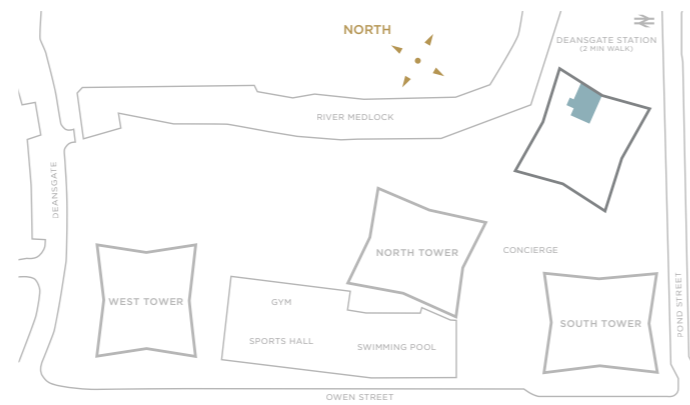 NORTH
DEANSGATE STATION
(2 MIN WALK)
RIVER MEDLOCK
DEANSGATE
NORTH TOWER
CONCIERGE
WEST TOWER
GYM
SOUTH TOWER
POND STREET
SPORTS HALL
SWIMMING POOL
OWEN STREET